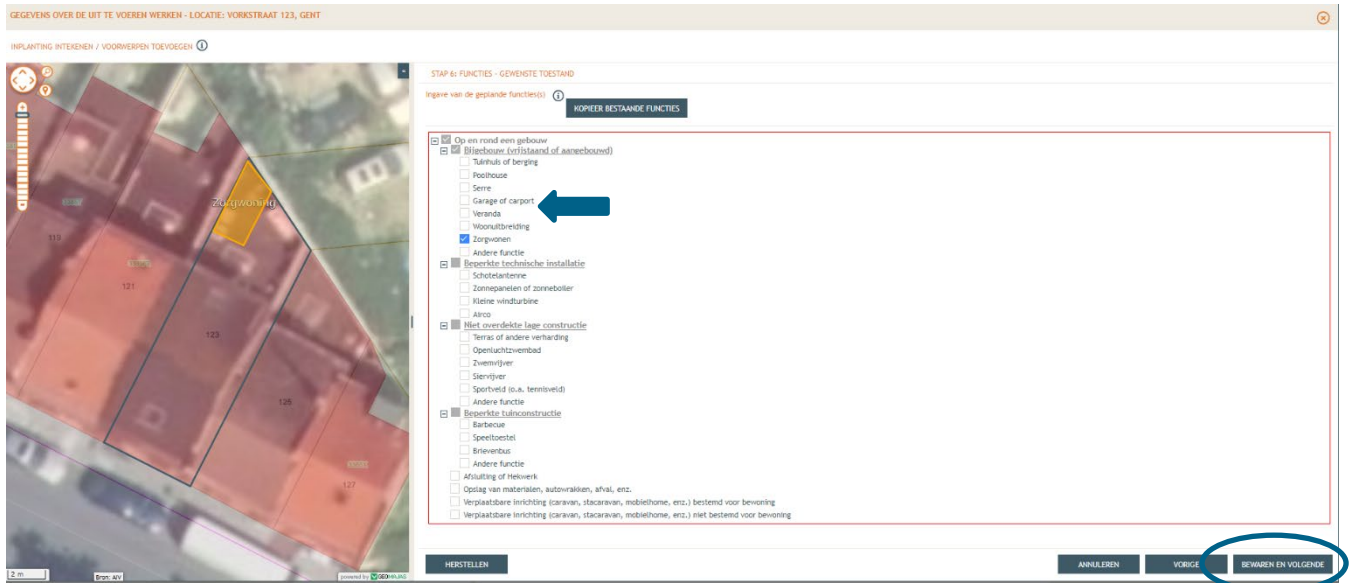 GEGEVENS OVER DE UIT TE VOEREN WERKEN - LOCATIE: VORKSTRAAT 123, GENT
INPLANTING INTEKENEN / VOORWERPEN TOEVOEGEN
STAP 6: FUNCTIES - GEWENSTE TOESTAND
Ingave van de geplande functies(s)
KOPIEER BESTAANDE FUNCTIES
Op en rond een gebouw
Bijgebouw (vrijstaand of aangebouwd)
Tuinhuis of berging
Poolhouse
Serre
Garage of carport
Veranda
Woonuitbreiding
Zorgwonen
Andere functie
Beperkte technische installatie
Schotelantenne
Zonnepanelen of zonneboiler
Kleine windturbine
Airco
Niet overdekte lage constructie
Terras of andere verharding
Openluchtzwembad
Zwemvijver
Siervijver
Sportveld (o.a. tennisveld)
Andere functie
Beperkte tuinconstructie
Barbecue
Speeltoestel
Brievenbus
Andere functie
Afsluiting of Hekwerk
Opslag van materialen, autowrakken, afval, enz.
Verplaatsbare inrichting (caravan, stacaravan, mobielhome, enz.) bestemd voor bewoning
Verplaatsbare inrichting (caravan, stacaravan, mobielhome, enz.) niet bestemd voor bewoning
Zorgwoning
119
121
123
125
127
2 m
Bron: AIV
powered by GEO
HERSTELLEN
ANNULEREN
VORIGE
BEWAREN EN VOLGENDE